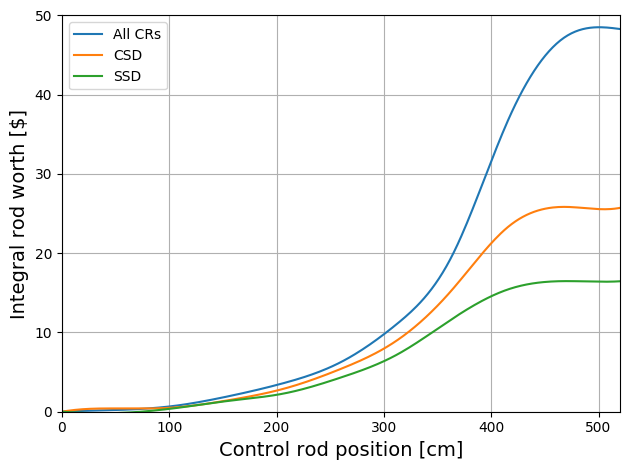 All CRs
CSD
SSD
Integral rod worth [$]
50
40
30
20
10
0
0 100 200 300 400 500
Control rod position [cm]